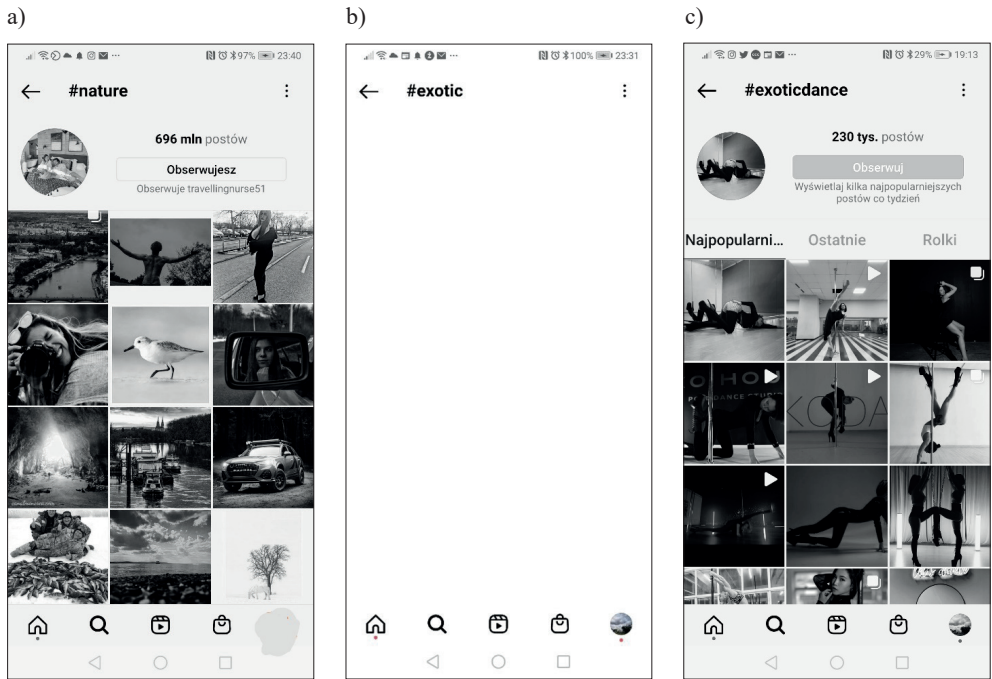 a)
b)
c)
97% 23:40
#nature
696 mln postów
Obserwujesz
Obserwuje travellingnurse51
100% 23:31
#exotic
29% 19:13
#exoticdance
230 tys. postów
Obserwuj
Wyświetlaj kilka najpopularniejszych
postów co tydzień
Najpopularni...
Ostatnie
Rolki